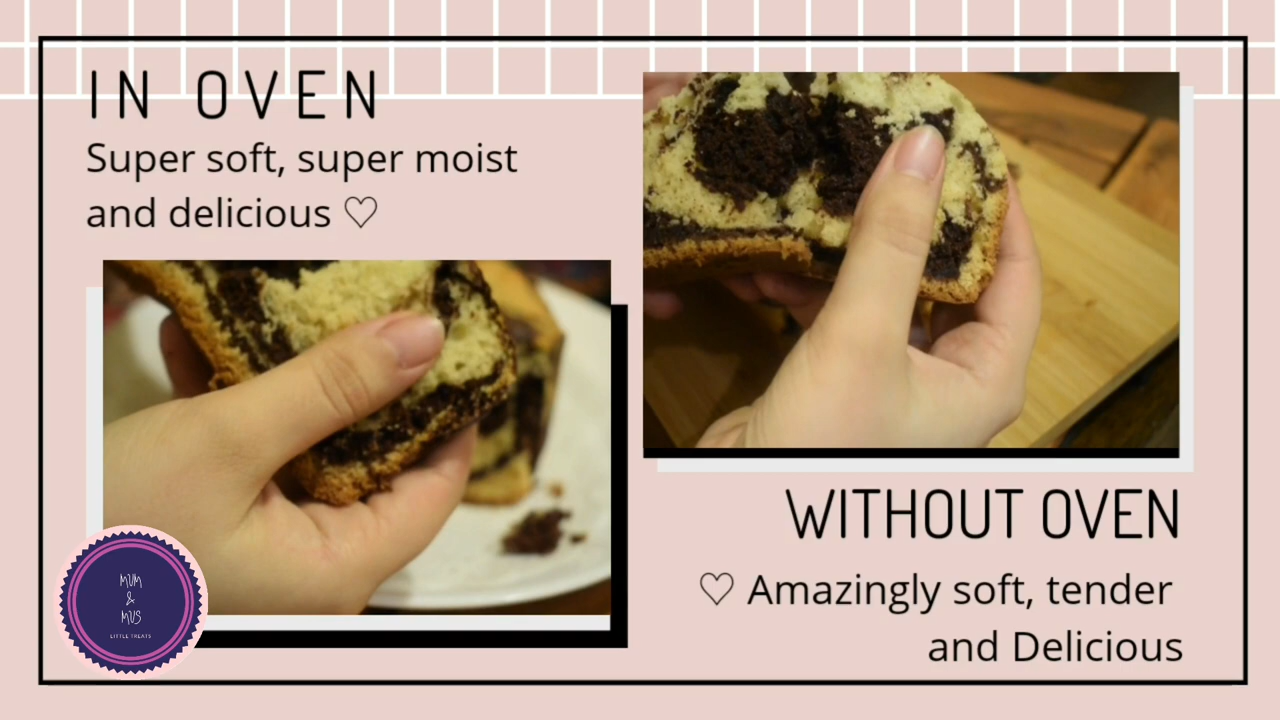 IN OVEN
Super soft, super moist
and delicious ♡
WITHOUT OVEN
♡ Amazingly soft, tender
and Delicious
MUM
&
MUS
LITTLE TREATS